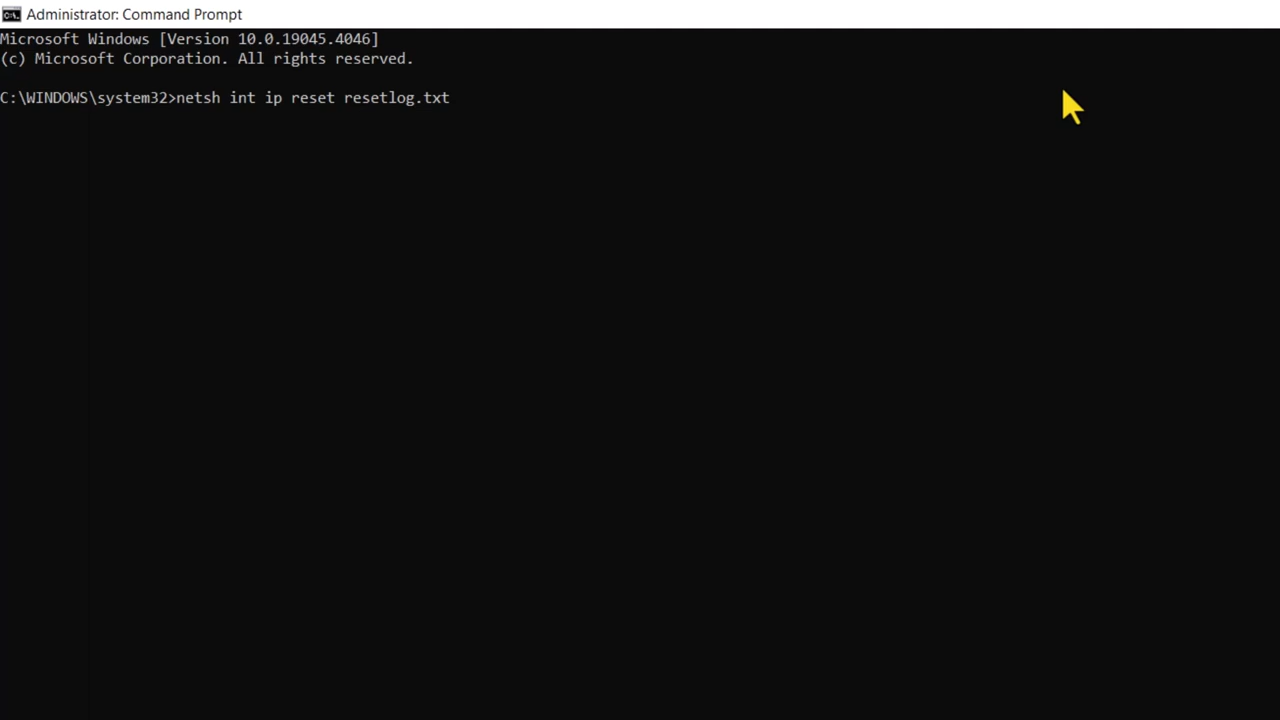 Administrator: Command Prompt
Microsoft Windows [Version 10.0.19045.4046]
(c) Microsoft Corporation. All rights reserved.
C:\WINDOWS\system32>netsh int ip reset resetlog.txt